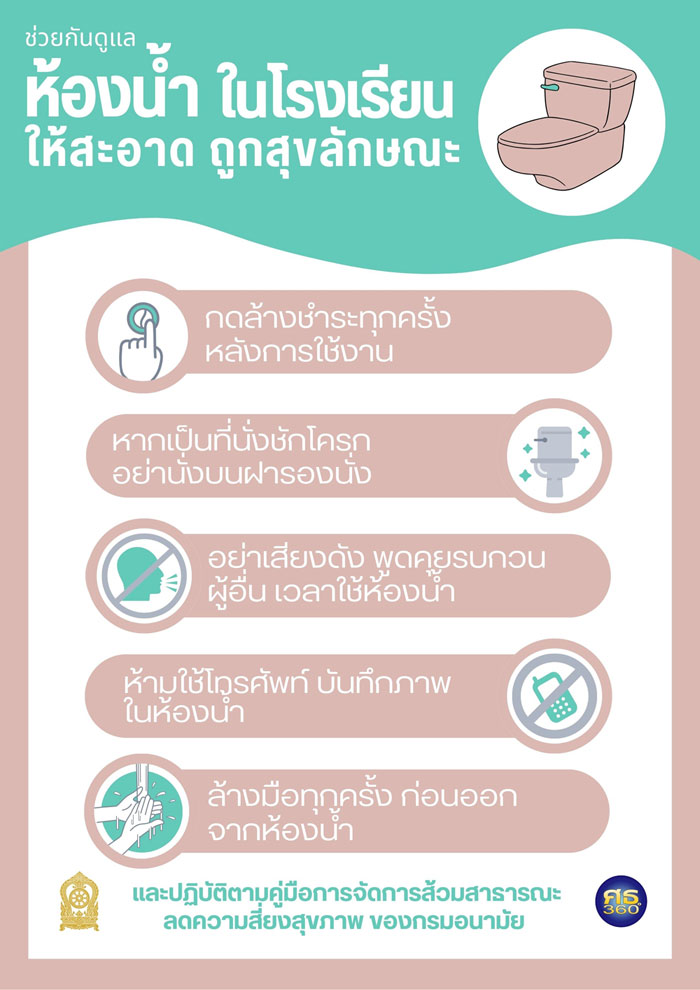 ช่วยกันดูแล
ห้องน้ำ ในโรงเรียน
ให้สะอาด ถูกสุขลักษณะ
กดล้างชำระทุกครั้ง
หลังการใช้งาน
หากเป็นที่นั่งชักโครก
อย่านั่งบนฝารองนั่ง
อย่าเสียงดัง พูดคุยรบกวน
ผู้อื่น เวลาใช้ห้องน้ำ
ห้ามใช้โทรศัพท์ บันทึกภาพ
ในห้องน้ำ
ล้างมือทุกครั้ง ก่อนออก
จากห้องน้ำ
และปฏิบัติตามคู่มือการจัดการส้วมสาธารณะ
ลดความสี่ยงสุขภาพ ของกรมอนามัย
ศธ.
360°